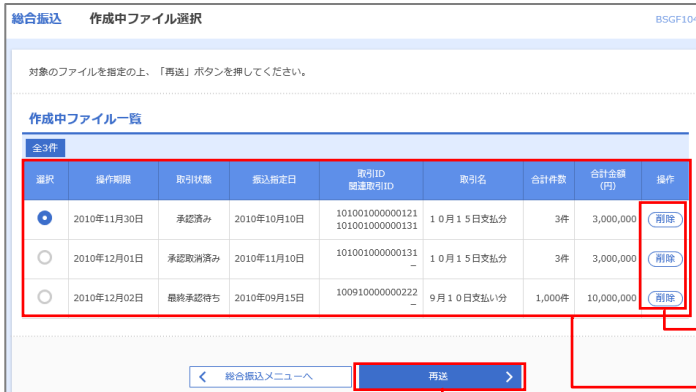 総合振込 作成中ファイル選択 BSGF104
対象のファイルを指定の上、「再送」ボタンを押してください。
作成中ファイル一覧
全3件
選択 操作期限 取引状態 振込指定日 取引ID 関連取引ID 取引名 合計件数 合計金額(円) 操作
2010年11月30日 承認済み 2010年10月10日 101001000000121 101001000000131 10月15日支払分 3件 3,000,000 削除
2010年12月01日 承認取消済み 2010年11月10日 101001000000131 – 10月15日支払分 3件 3,000,000 削除
2010年12月02日 最終承認待ち 2010年09月15日 100910000000222 – 9月10日支払い分 1,000件 10,000,000 削除
総合振込メニューへ 再送